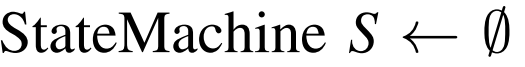 StateMachine S ← ∅